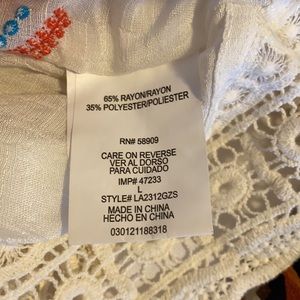 65% RAYON/RAYON
35% POLYESTER/POLIESTER
RN# 58909
CARE ON REVERSE
VER AL DORSO
PARA CUIDADO
IMP# 47233
L
STYLE# LA2312GZS
MADE IN CHINA
HECHO EN CHINA
030121188318